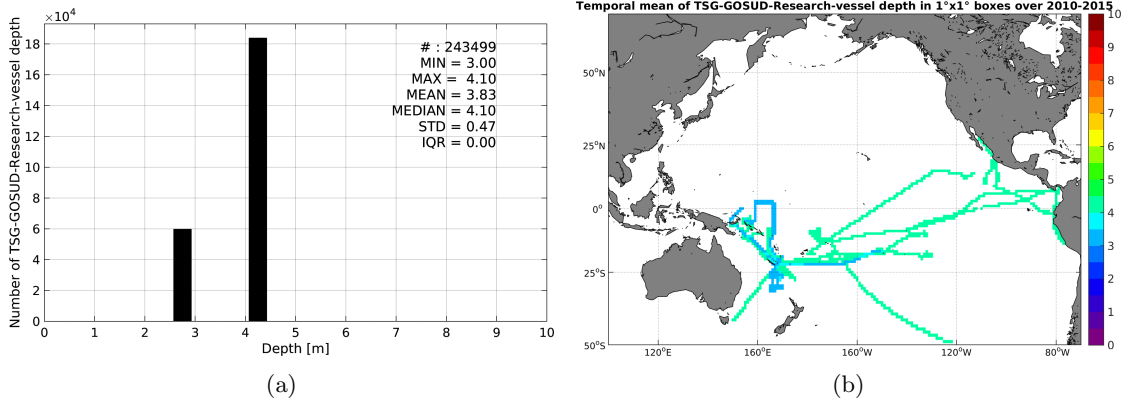 ×10⁴
Number of TSG-GOSUD-Research-vessel depth
18
16
14
12
10
8
6
4
2
0
# : 243499
MIN = 3.00
MAX = 4.10
MEAN = 3.83
MEDIAN = 4.10
STD = 0.47
IQR = 0.00
0 1 2 3 4 5 6 7 8 9 10
Depth [m]
(a)
Temporal mean of TSG-GOSUD-Research-vessel depth in 1°x1° boxes over 2010-2015
50°N
25°N
0°
25°S
50°S
120°E 160°E 160°W 120°W 80°W
10
9
8
7
6
5
4
3
2
1
0
(b)